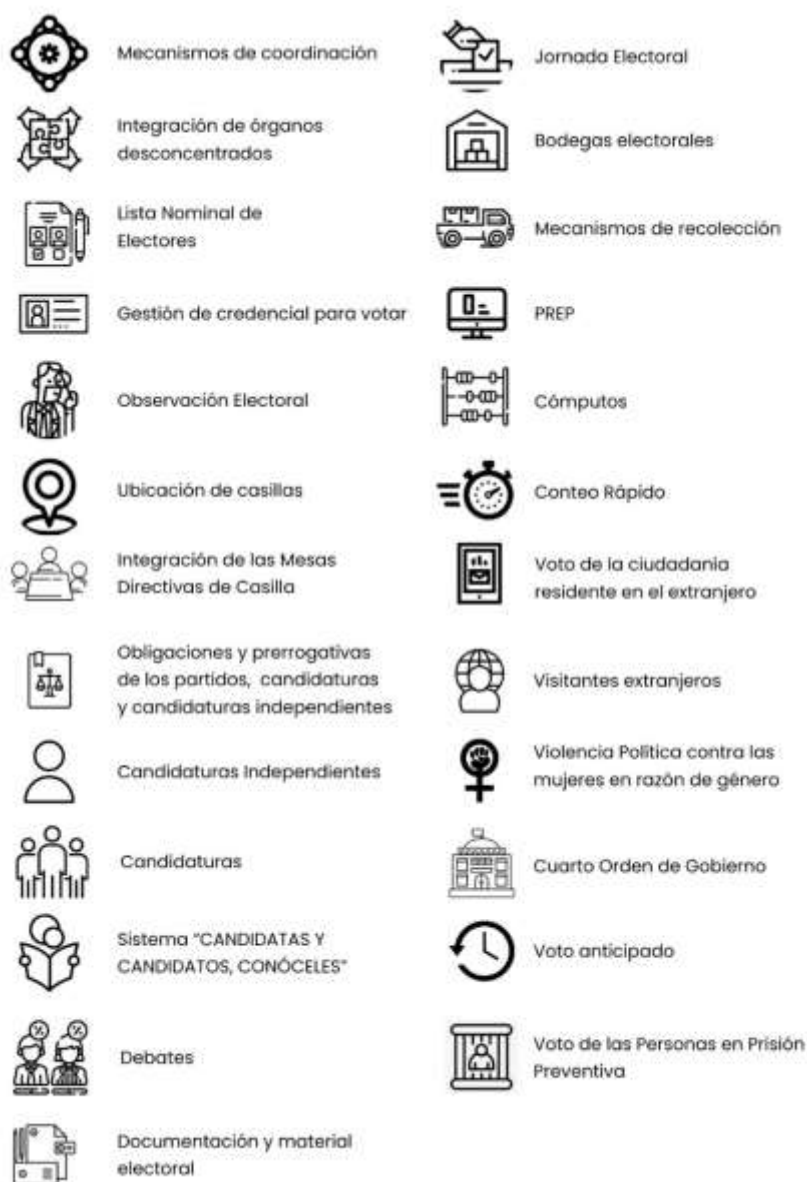 Mecanismos de coordinación
Integración de órganos
desconcentrados
Lista Nominal de
Electores
Gestión de credencial para votar
Observación Electoral
Ubicación de casillas
Integración de las Mesas
Directivas de Casilla
Obligaciones y prerrogativas
de los partidos, candidaturas
y candidaturas independientes
Candidaturas Independientes
Candidaturas
Sistema "CANDIDATAS Y
CANDIDATOS, CONÓCELES"
Debates
Documentación y material
electoral
Jornada Electoral
Bodegas electorales
Mecanismos de recolección
PREP
Cómputos
Conteo Rápido
Voto de la ciudadanía
residente en el extranjero
Visitantes extranjeros
Violencia Política contra las
mujeres en razón de género
Cuarto Orden de Gobierno
Voto anticipado
Voto de las Personas en Prisión
Preventiva